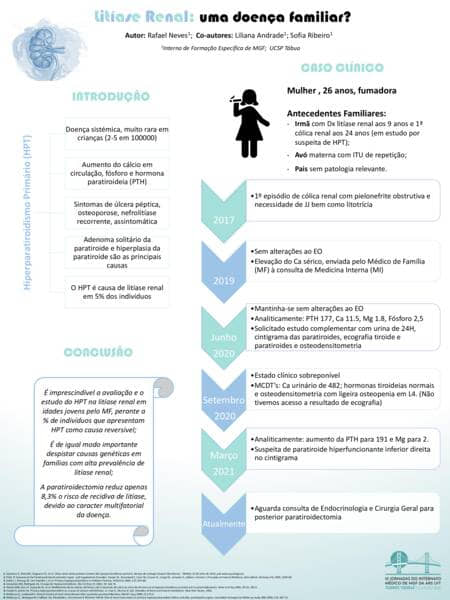 Litíase Renal: uma doença familiar?
Autor: Rafael Neves¹; Co-autores: Liliana Andrade¹; Sofia Ribeiro¹
¹Interno de Formação Específica de MGF; UCSP Tábua
INTRODUÇÃO
Hiperparatiroidismo Primário (HPT)
Doença sistémica, muito rara em
crianças (2-5 em 100000)
Aumento do cálcio em
circulação, fósforo e hormona
paratiroideia (PTH)
Sintomas de úlcera péptica,
osteoporose, nefrolitíase
recorrente, assintomática
Adenoma solitário da
paratiroide e hiperplasia da
paratiroide são as principais
causas
O HPT é causa de litíase renal
em 5% dos indivíduos
CONCLUSÃO
É imprescindível a avaliação e o
estudo do HPT na litíase renal em
idades jovens pelo MF, perante a
% de indivíduos que apresentam
HPT como causa reversível;
É de igual modo importante
despistar causas genéticas em
famílias com alta prevalência de
litíase renal;
A paratiroidectomia reduz apenas
8,3% o risco de recidiva de litíase,
devido ao caracter multifatorial
da doença.
CASO CLÍNICO
Mulher , 26 anos, fumadora
Antecedentes Familiares:
- Irmã com Dx litíase renal aos 9 anos e 1ª
cólica renal aos 24 anos (em estudo por
suspeita de HPT);
- Avó materna com ITU de repetição;
- Pais sem patologia relevante.
2017
•1º episódio de cólica renal com pielonefrite obstrutiva e
necessidade de JJ bem como litotrícia
2019
•Sem alterações ao EO
•Elevação do Ca sérico, enviada pelo Médico de Família
(MF) à consulta de Medicina Interna (MI)
Junho
2020
•Mantinha-se sem alterações ao EO
•Analiticamente: PTH 177, Ca 11.5, Mg 1.8, Fósforo 2,5
•Solicitado estudo complementar com urina de 24H,
cintigrama das paratiroides, ecografia tiroide e
paratiroides e osteodensitometria
Setembro
2020
•Estado clínico sobreponível
•MCDT's: Ca urinário de 482; hormonas tiroideias normais
e osteodensitometria com ligeira osteopenia em L4. (Não
tivemos acesso a resultado de ecografia)
Março
2021
•Analiticamente: aumento da PTH para 191 e Mg para 2.
•Suspeita de paratiroide hiperfuncionante inferior direita
no cintigrama
Atualmente
•Aguarda consulta de Endocrinologia e Cirurgia Geral para
posterior paratiroidectomia